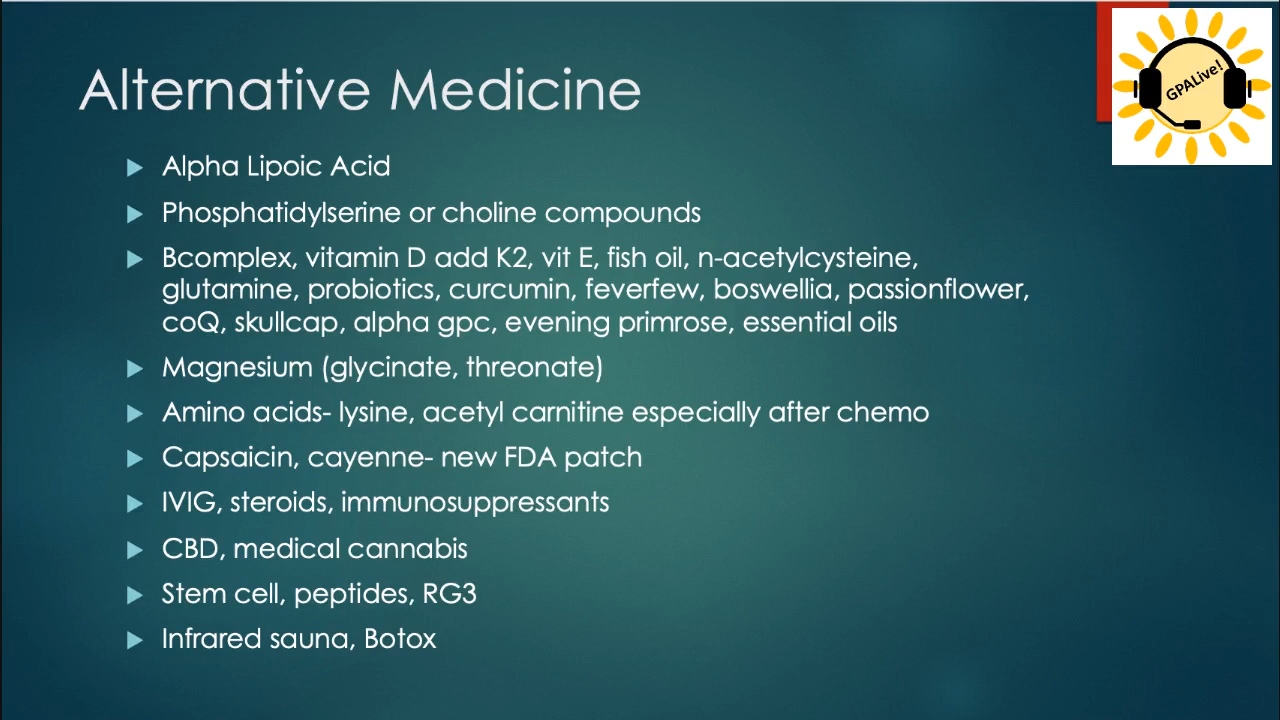 Alternative Medicine
GPALive!
Alpha Lipoic Acid
Phosphatidylserine or choline compounds
Bcomplex, vitamin D add K2, vit E, fish oil, n-acetylcysteine,
glutamine, probiotics, curcumin, feverfew, boswellia, passionflower,
coQ, skullcap, alpha gpc, evening primrose, essential oils
Magnesium (glycinate, threonate)
Amino acids- lysine, acetyl carnitine especially after chemo
Capsaicin, cayenne- new FDA patch
IVIG, steroids, immunosuppressants
CBD, medical cannabis
Stem cell, peptides, RG3
Infrared sauna, Botox